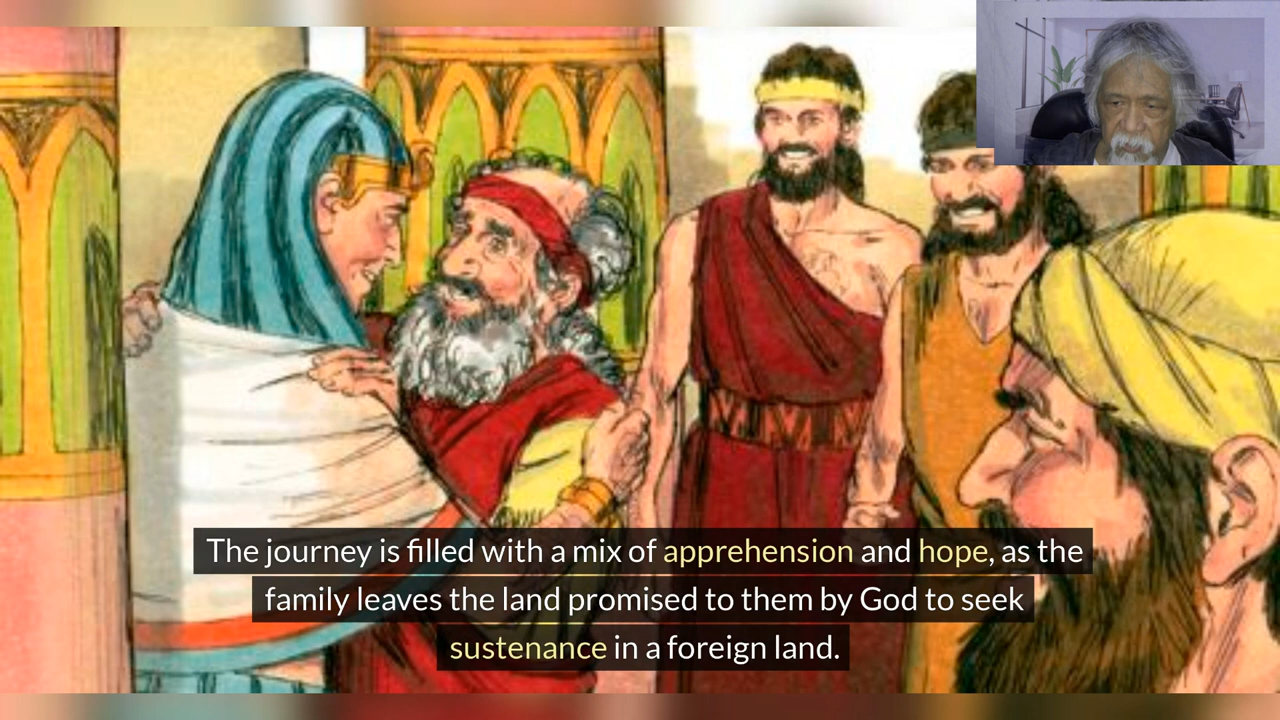 The journey is filled with a mix of apprehension and hope, as the
family leaves the land promised to them by God to seek
sustenance in a foreign land.